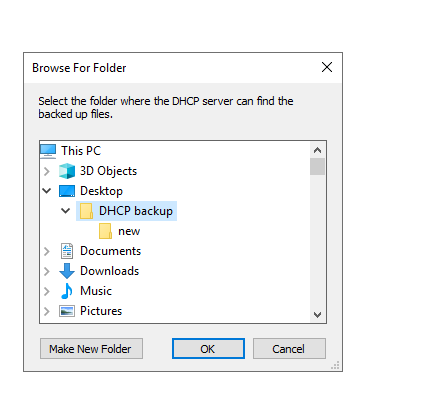 Browse For Folder
Select the folder where the DHCP server can find the
backed up files.
This PC
3D Objects
Desktop
DHCP backup
new
Documents
Downloads
Music
Pictures
Make New Folder
OK
Cancel